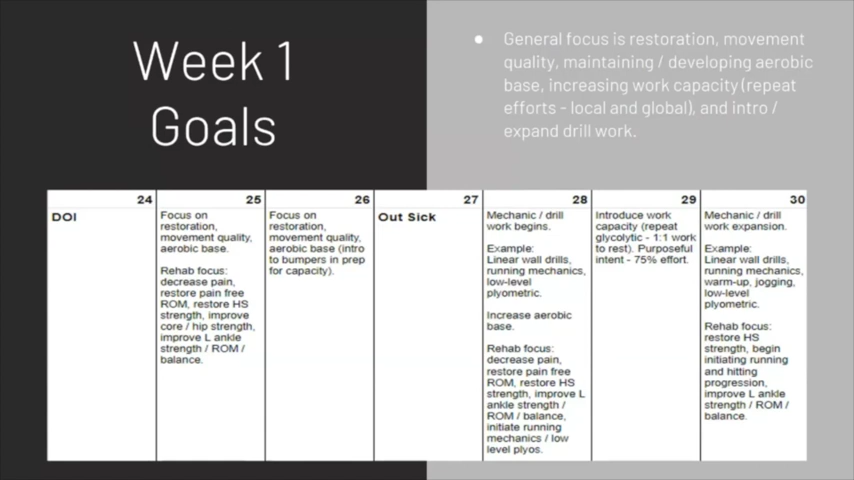 Week 1
Goals
● General focus is restoration, movement
quality, maintaining / developing aerobic
base, increasing work capacity (repeat
efforts - local and global), and intro /
expand drill work.
24
DOI
25
Focus on
restoration,
movement quality,
aerobic base.
Rehab focus:
decrease pain,
restore pain free
ROM, restore HS
strength, improve
core / hip strength,
improve L ankle
strength / ROM /
balance.
26
Focus on
restoration,
movement quality,
aerobic base (intro
to bumpers in prep
for capacity).
27
Out Sick
28
Mechanic / drill
work begins.
Example:
Linear wall drills,
running mechanics,
low-level
plyometric.
Increase aerobic
base.
Rehab focus:
decrease pain,
restore pain free
ROM, restore HS
strength, improve L
ankle strength /
ROM / balance,
initiate running
mechanics / low
level plyos.
29
Introduce work
capacity (repeat
glycolytic - 1:1 work
to rest). Purposeful
intent - 75% effort.
30
Mechanic / drill
work expansion.
Example:
Linear wall drills,
running mechanics,
warm-up, jogging,
low-level
plyometric.
Rehab focus:
restore HS
strength, begin
initiating running
and hitting
progression,
improve L ankle
strength / ROM /
balance.